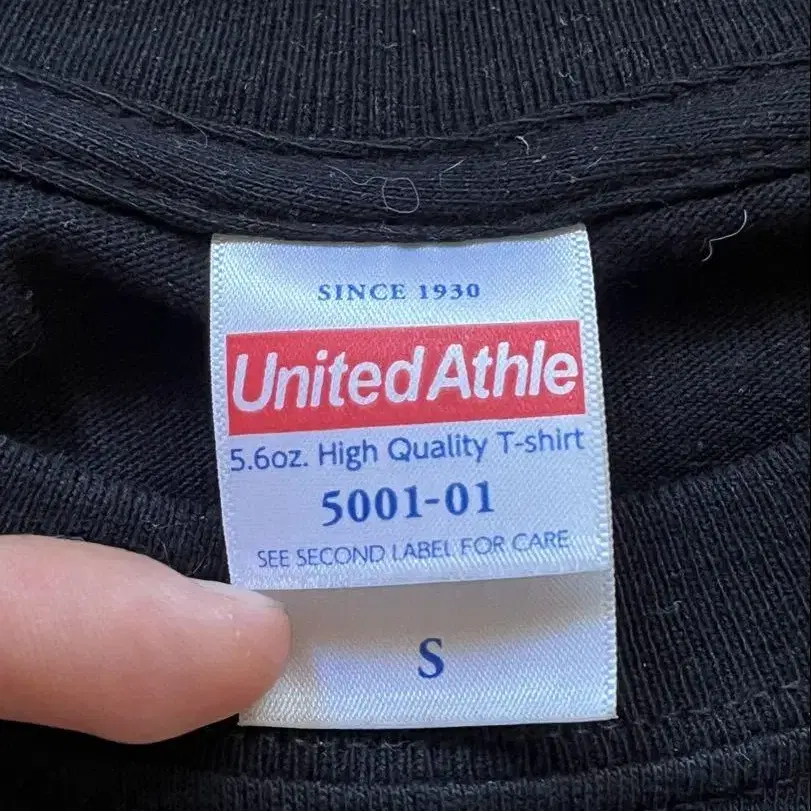 SINCE 1930
United Athle
5.6oz. High Quality T-shirt
5001-01
SEE SECOND LABEL FOR CARE
S